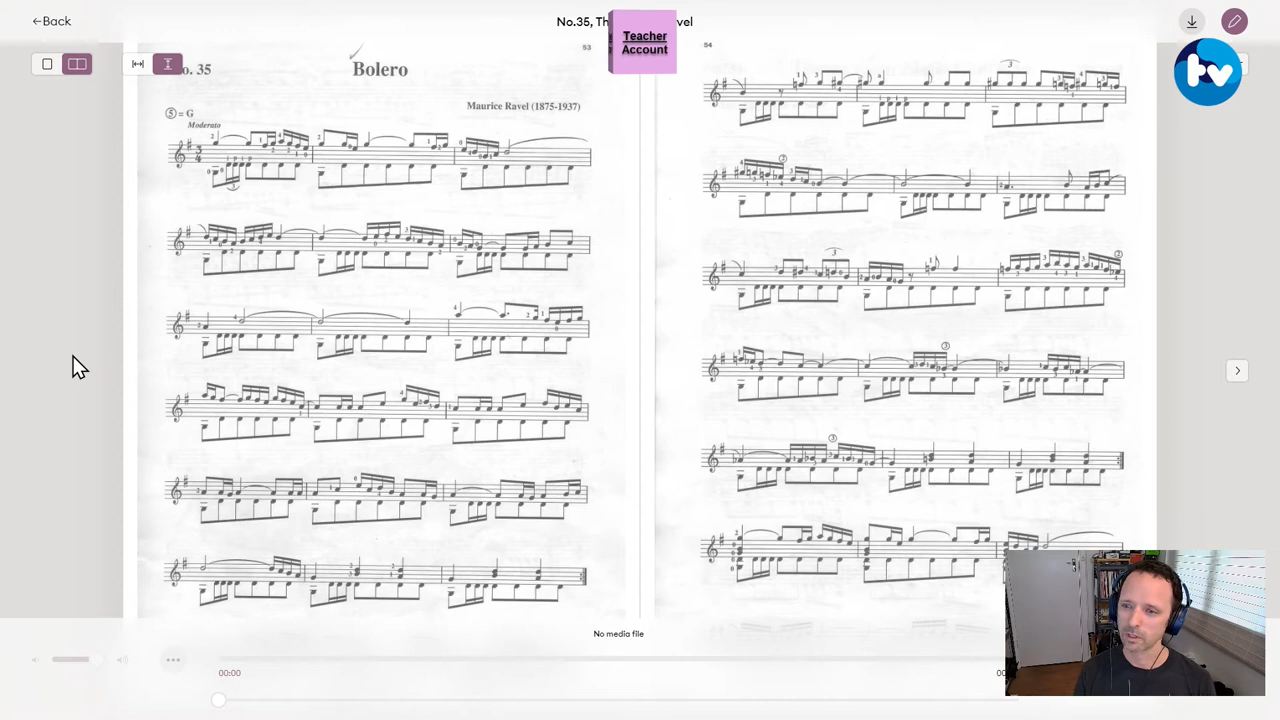 Back
No.35, Th
vel
Teacher
Account
tv
53
54
o. 35
Bolero
Maurice Ravel (1875-1937)
⑤ = G
Moderato
No media file
00:00